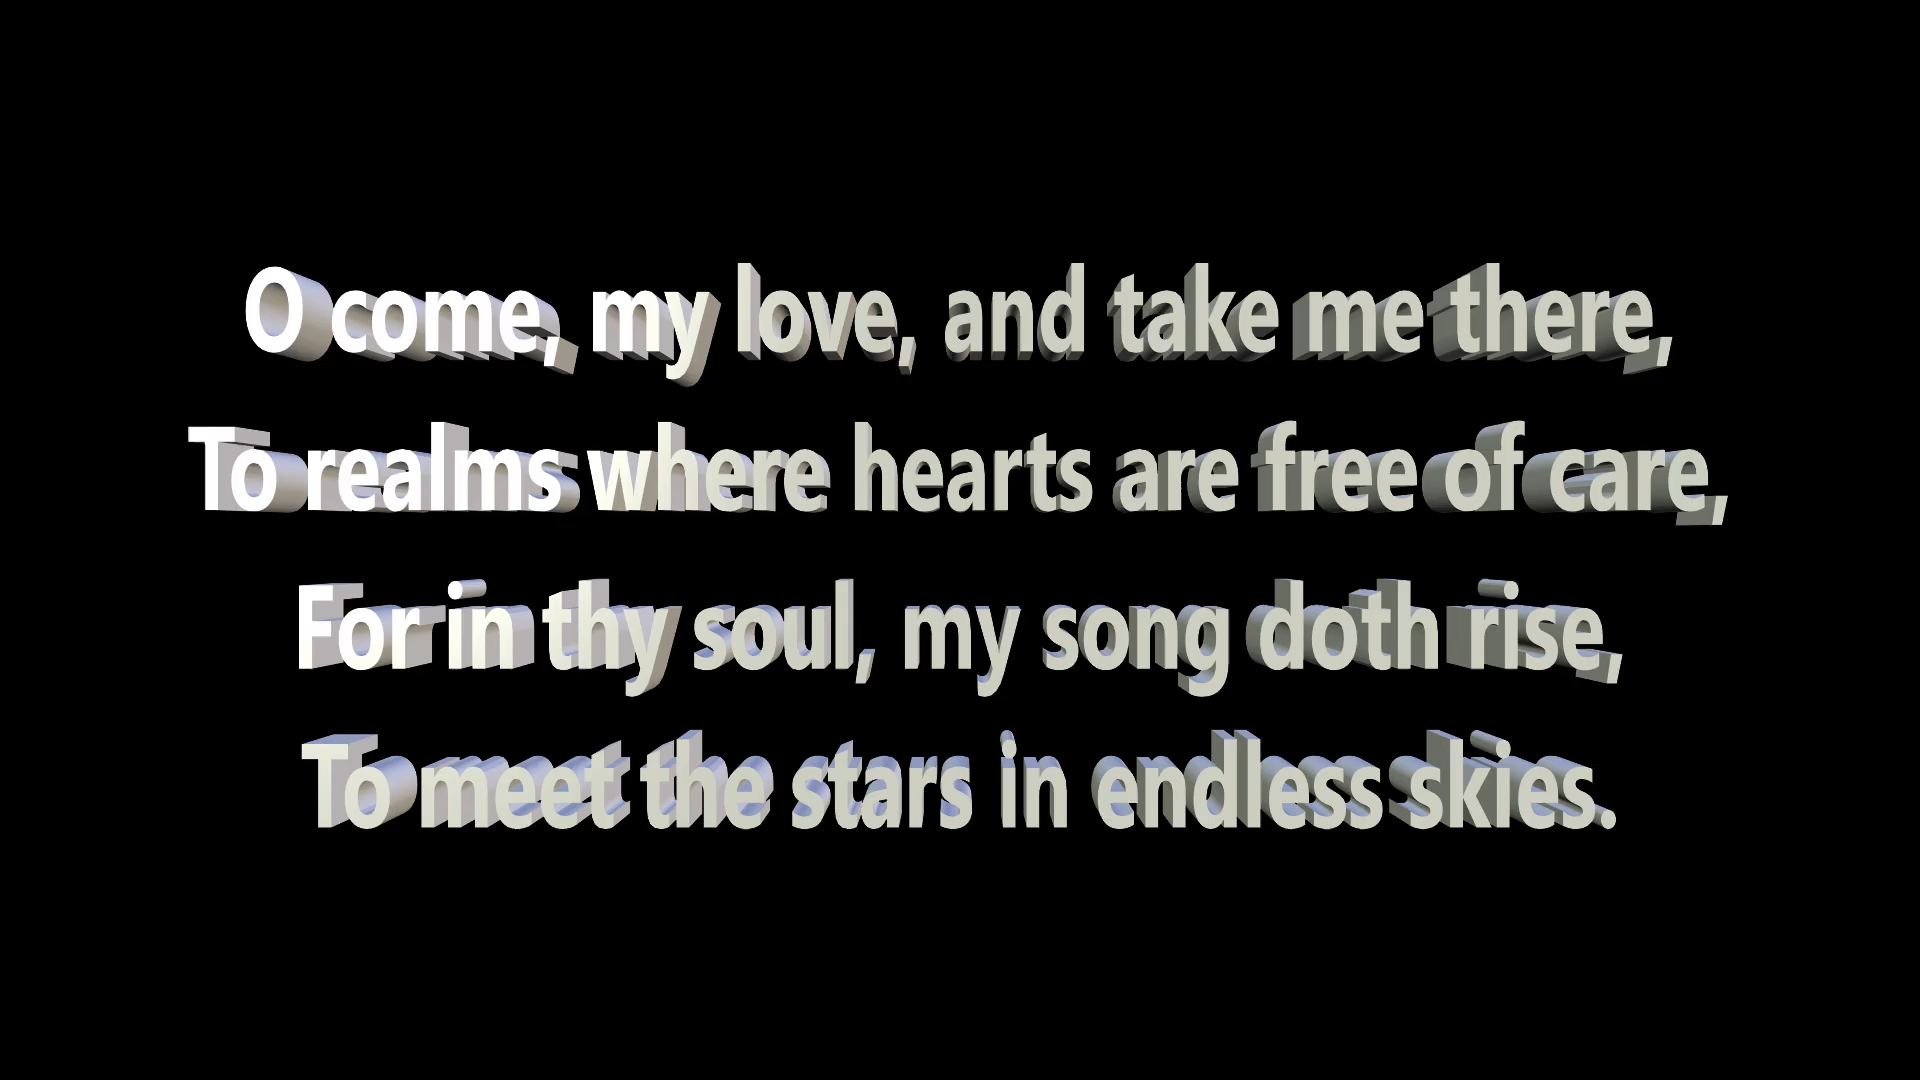 O come, my love, and take me there,
To realms where hearts are free of care,
For in thy soul, my song doth rise,
To meet the stars in endless skies.